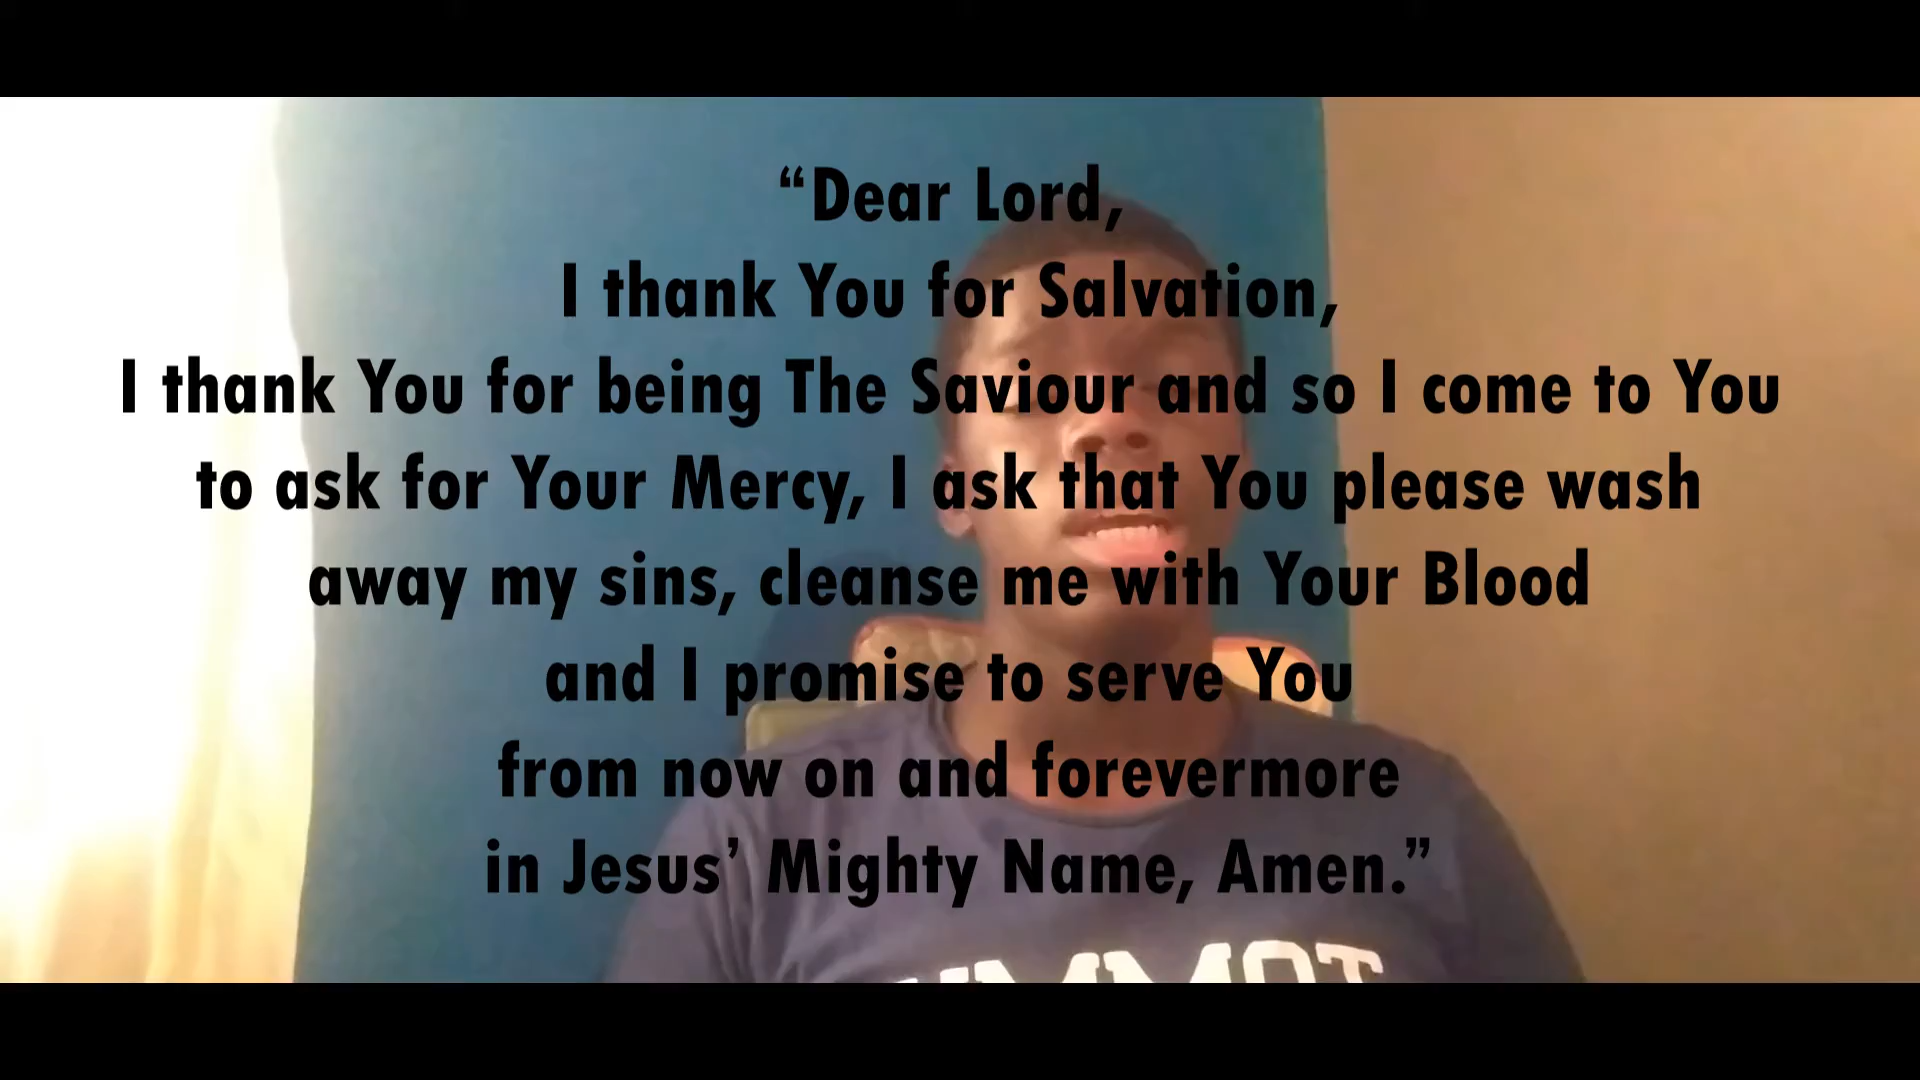 “Dear Lord,
I thank You for Salvation,
I thank You for being The Saviour and so I come to You
to ask for Your Mercy, I ask that You please wash
away my sins, cleanse me with Your Blood
and I promise to serve You
from now on and forevermore
in Jesus’ Mighty Name, Amen.”